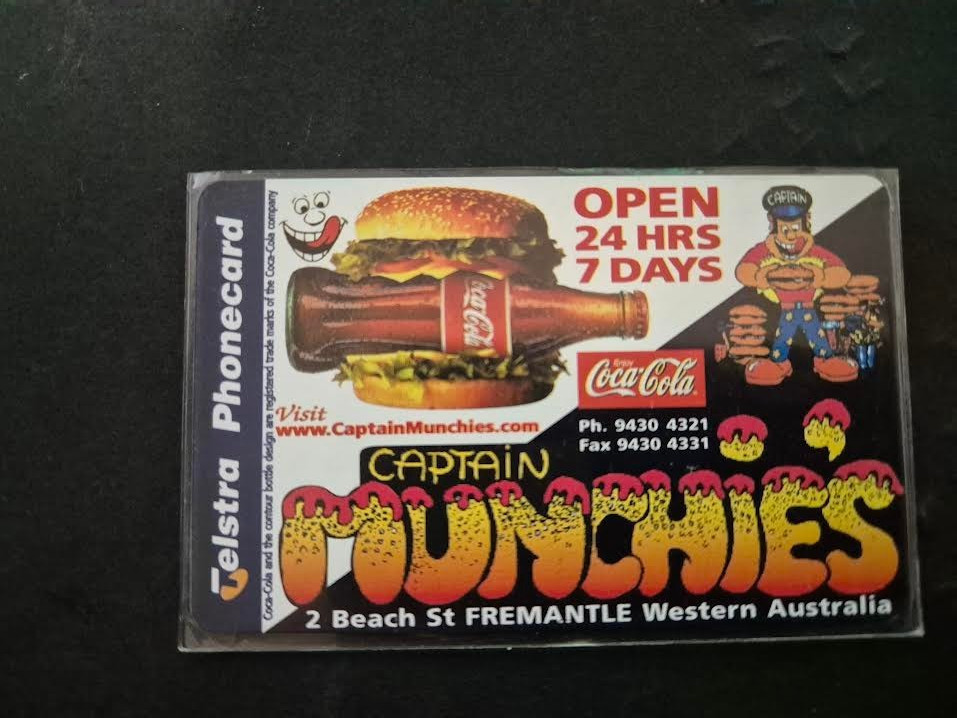 Telstra Phonecard
Coca-Cola and the contour bottle design are registered trade marks of the Coca-Cola company
OPEN
24 HRS
7 DAYS
CAPTAIN
Coca-Cola
Enjoy
Coca-Cola
Visit
www.CaptainMunchies.com
Ph. 9430 4321
Fax 9430 4331
CAPTAiN
MUNCHiE'S
2 Beach St FREMANTLE Western Australia